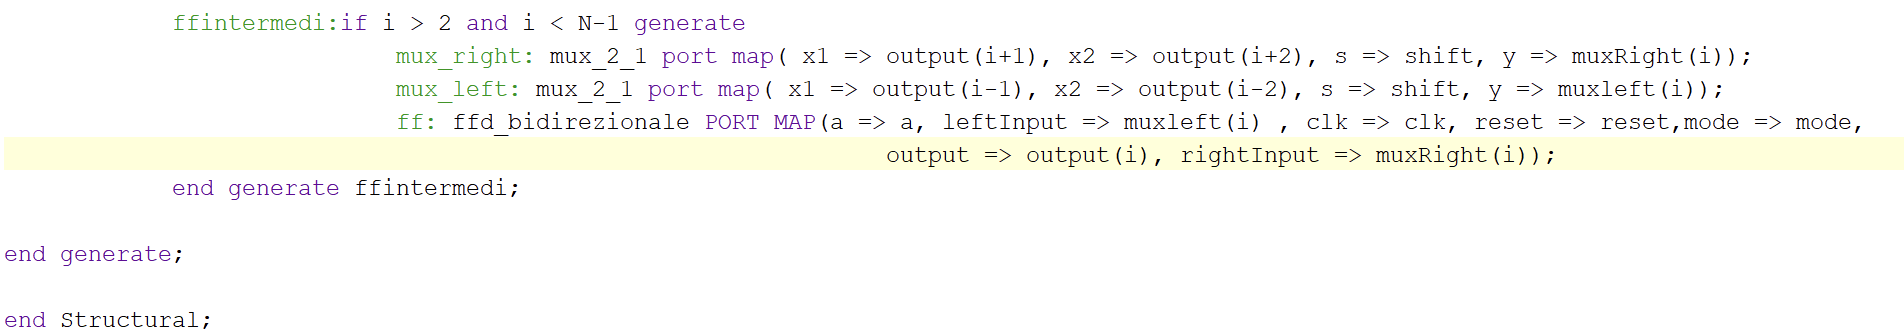 ffintermedi:if i > 2 and i < N-1 generate
mux_right: mux_2_1 port map( x1 => output(i+1), x2 => output(i+2), s => shift, y => muxRight(i));
mux_left: mux_2_1 port map( x1 => output(i-1), x2 => output(i-2), s => shift, y => muxleft(i));
ff: ffd_bidirezionale PORT MAP(a => a, leftInput => muxleft(i) , clk => clk, reset => reset,mode => mode,
output => output(i), rightInput => muxRight(i));
end generate ffintermedi;
end generate;
end Structural;